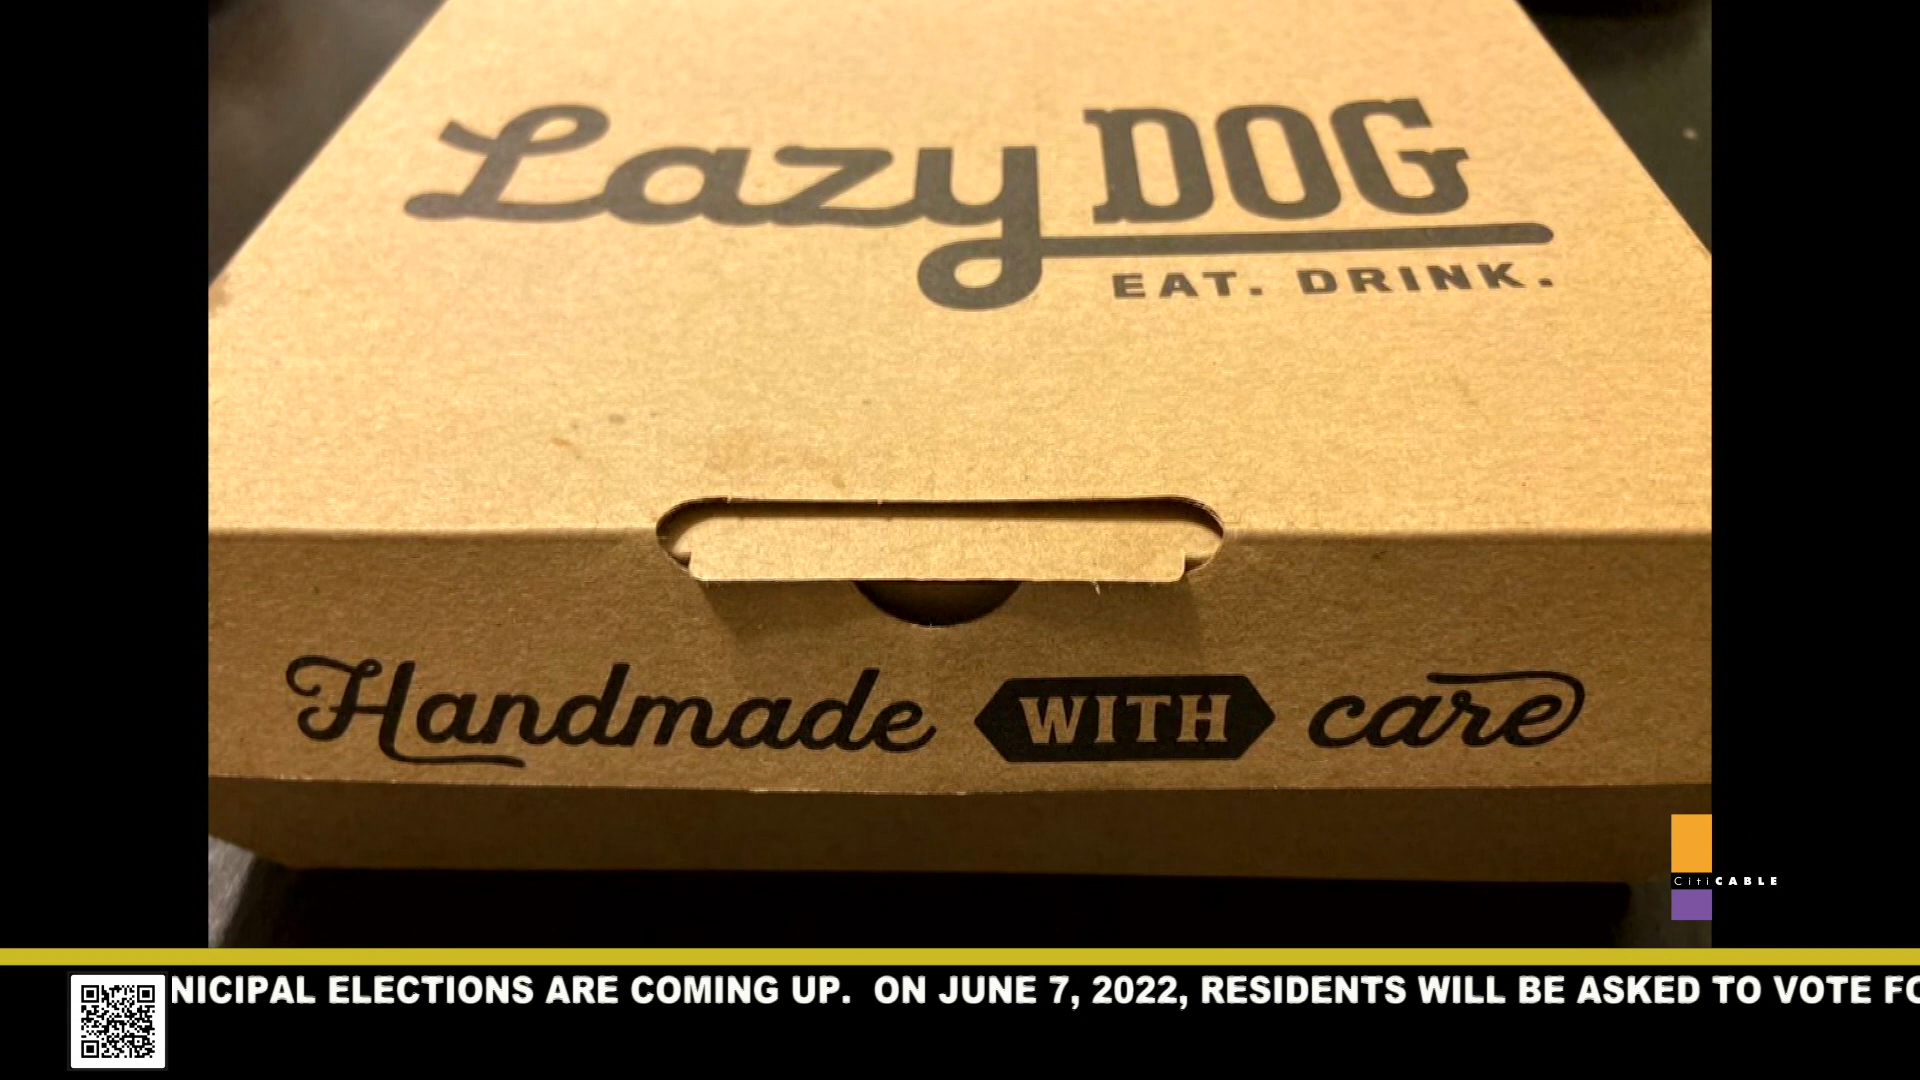 Lazy DOG
EAT. DRINK.
Handmade WITH care
CitiCABLE
NICIPAL ELECTIONS ARE COMING UP. ON JUNE 7, 2022, RESIDENTS WILL BE ASKED TO VOTE FO